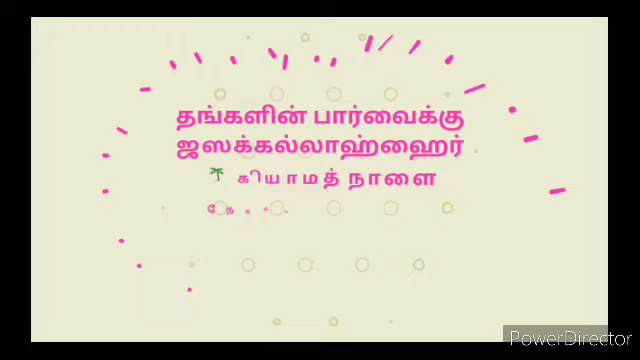 தங்களின் பார்வைக்கு
ஜஸக்கல்லாஹ்ஹைர்
🌴 கியாமத் நாளை
PowerDirector